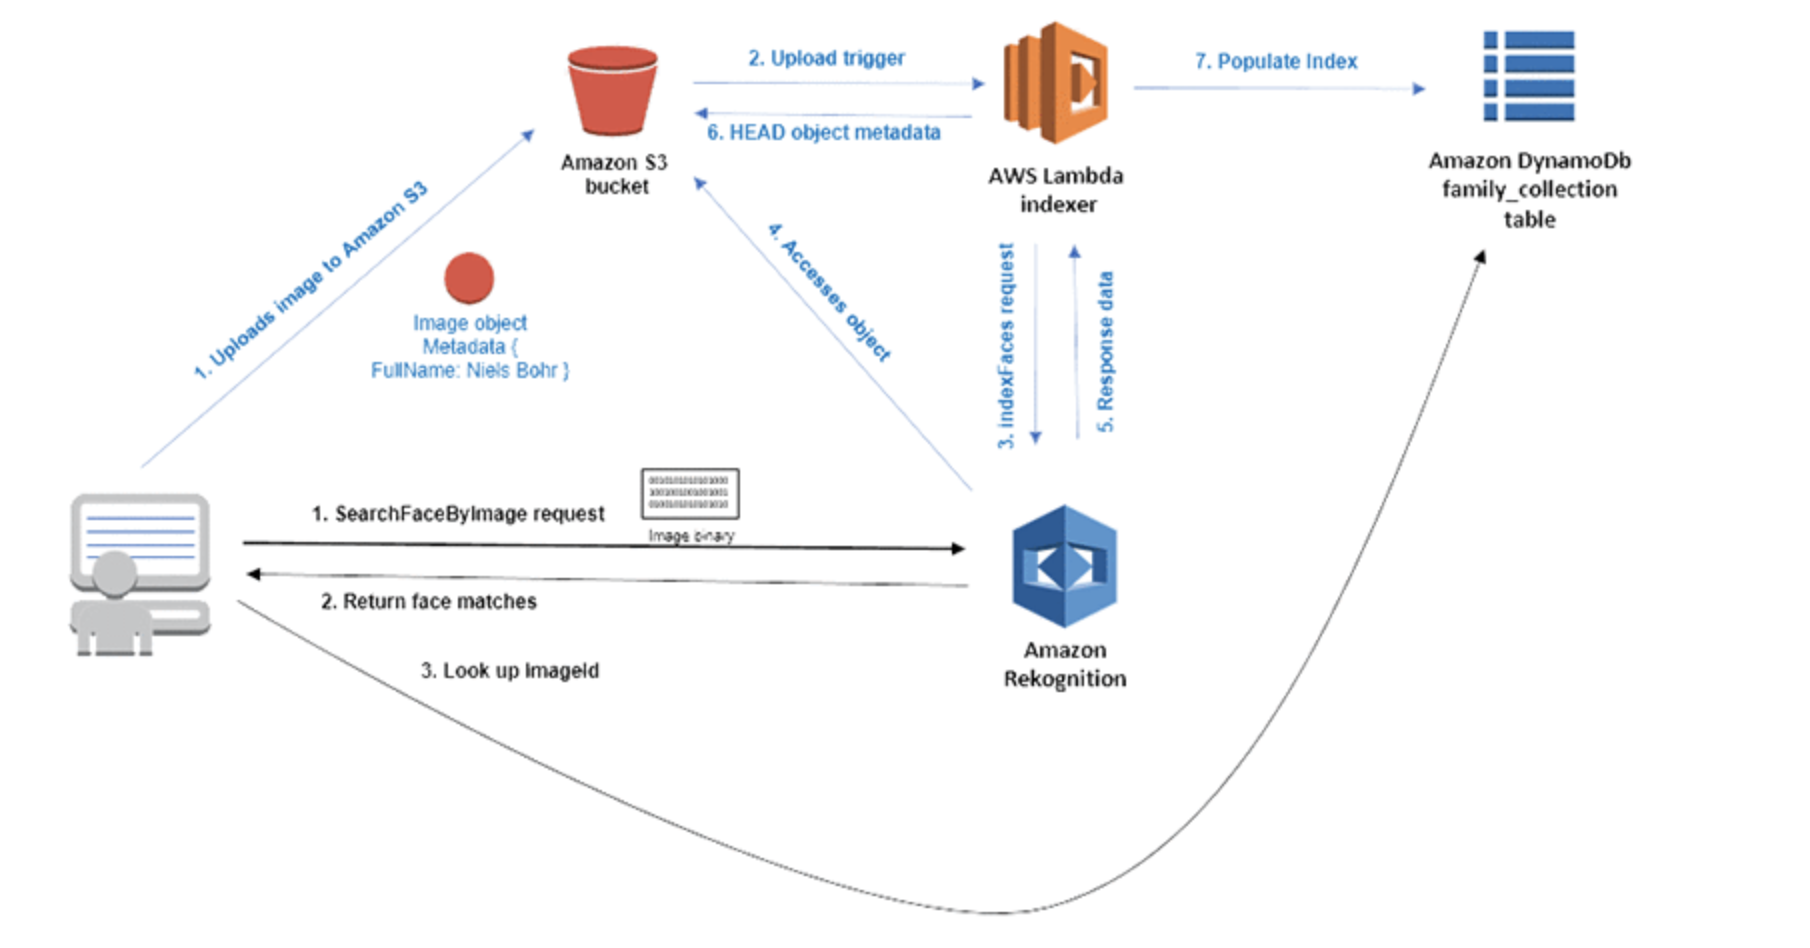 2. Upload trigger
7. Populate Index
6. HEAD object metadata
Amazon S3
bucket
AWS Lambda
indexer
Amazon DynamoDb
family_collection
table
1. Uploads image to Amazon S3
4. Accesses object
3. indexFaces request
5. Response data
Image object
Metadata {
FullName: Niels Bohr }
1. SearchFaceByImage request
Image binary
2. Return face matches
3. Look up ImageId
Amazon
Rekognition